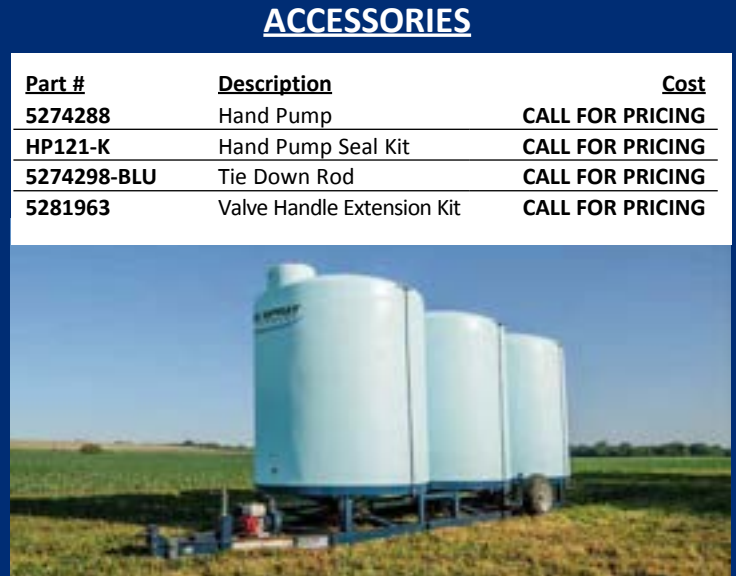 ACCESSORIES
Part # Description Cost
5274288 Hand Pump CALL FOR PRICING
HP121-K Hand Pump Seal Kit CALL FOR PRICING
5274298-BLU Tie Down Rod CALL FOR PRICING
5281963 Valve Handle Extension Kit CALL FOR PRICING